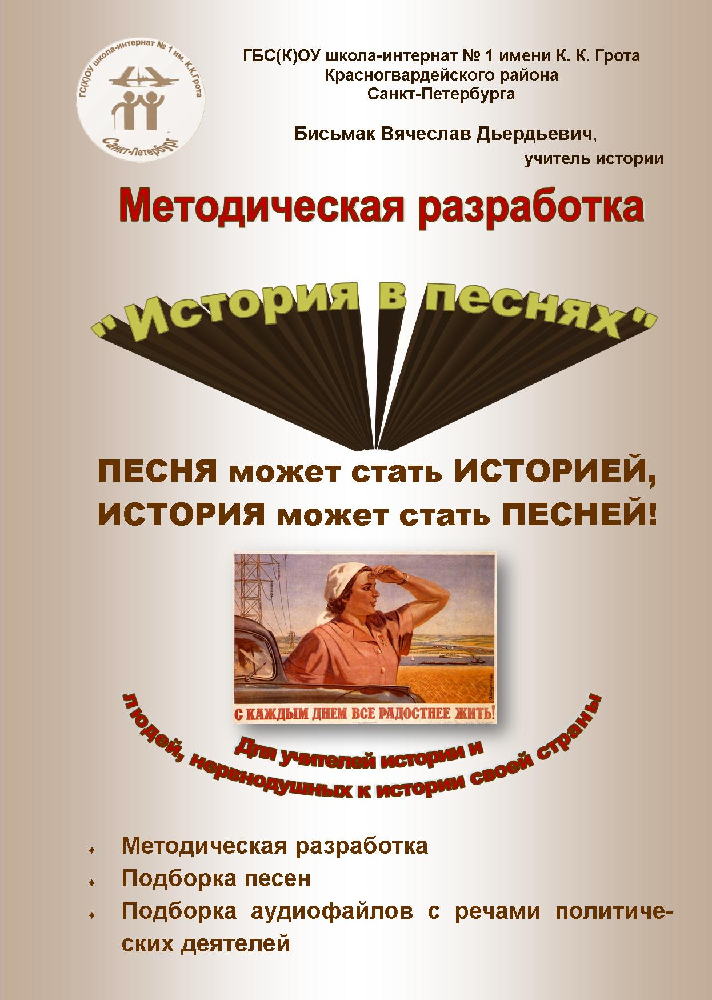 ГС(К)ОУ школа-интернат № 1 им. К.К.Грота
Санкт-Петербург
ГБС(К)ОУ школа-интернат № 1 имени К. К. Грота
Красногвардейского района
Санкт-Петербурга
Бисьмак Вячеслав Дьердьевич,
учитель истории
Методическая разработка
"История в песнях"
ПЕСНЯ может стать ИСТОРИЕЙ,
ИСТОРИЯ может стать ПЕСНЕЙ!
С КАЖДЫМ ДНЕМ ВСЕ РАДОСТНЕЕ ЖИТЬ!
Для учителей истории и
людей, нервнодушных к истории своей страны
Методическая разработка
Подборка песен
Подборка аудиофайлов с речами политиче-
ских деятелей